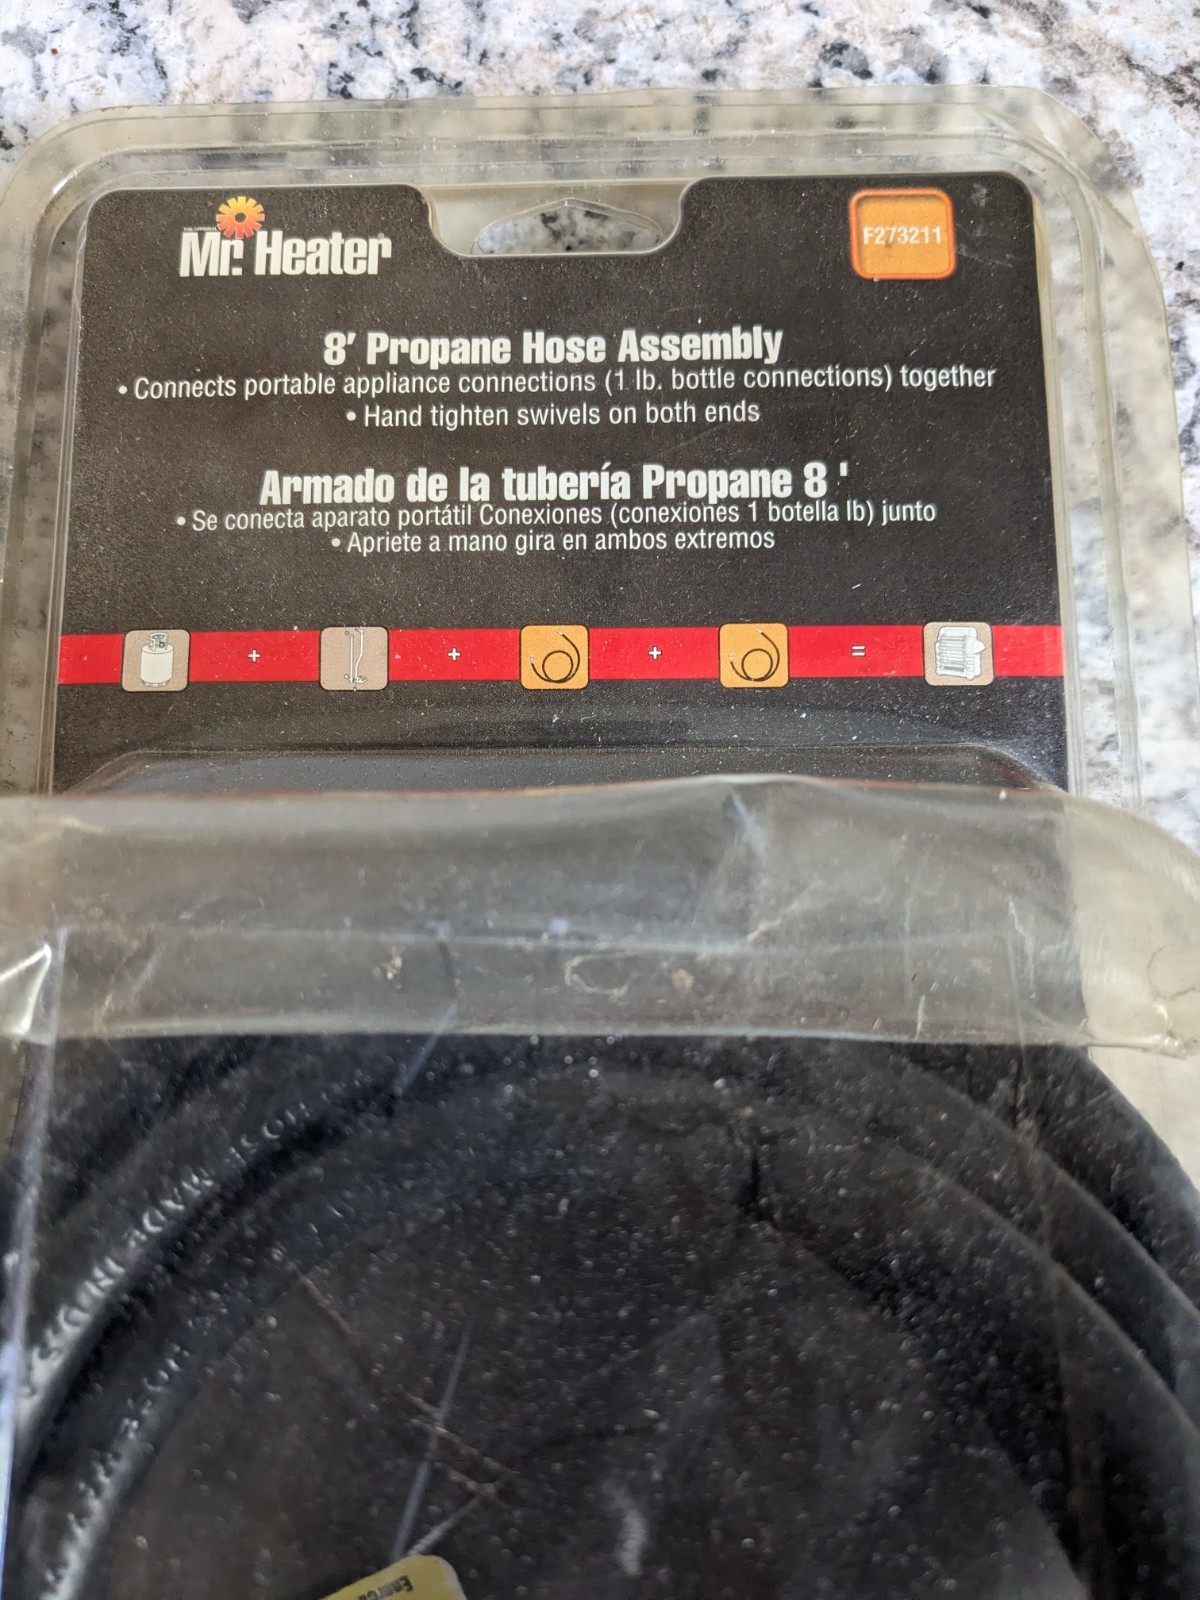 THE ORIGINAL
Mr. Heater
F273211
8' Propane Hose Assembly
• Connects portable appliance connections (1 lb. bottle connections) together
• Hand tighten swivels on both ends
Armado de la tubería Propane 8 '
• Se conecta aparato portátil Conexiones (conexiones 1 botella lb) junto
• Apriete a mano gira en ambos extremos
+ + + =